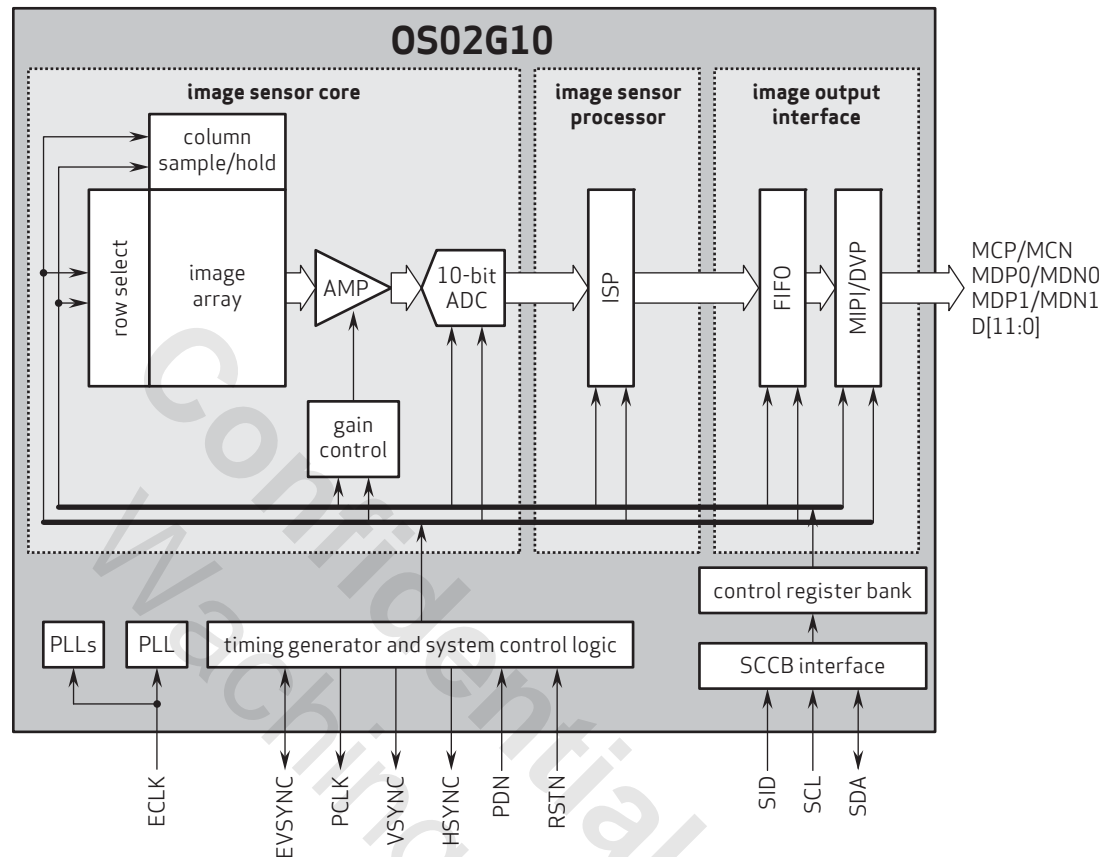 OS02G10
image sensor core
image sensor
processor
image output
interface
column
sample/hold
row select
image
array
AMP
10-bit
ADC
gain
control
ISP
FIFO
MIPI/DVP
MCP/MCN
MDP0/MDN0
MDP1/MDN1
D[11:0]
control register bank
PLLs
PLL
timing generator and system control logic
SCCB interface
ECLK
EVSYNC
PCLK
VSYNC
HSYNC
PDN
RSTN
SID
SCL
SDA
Confidential